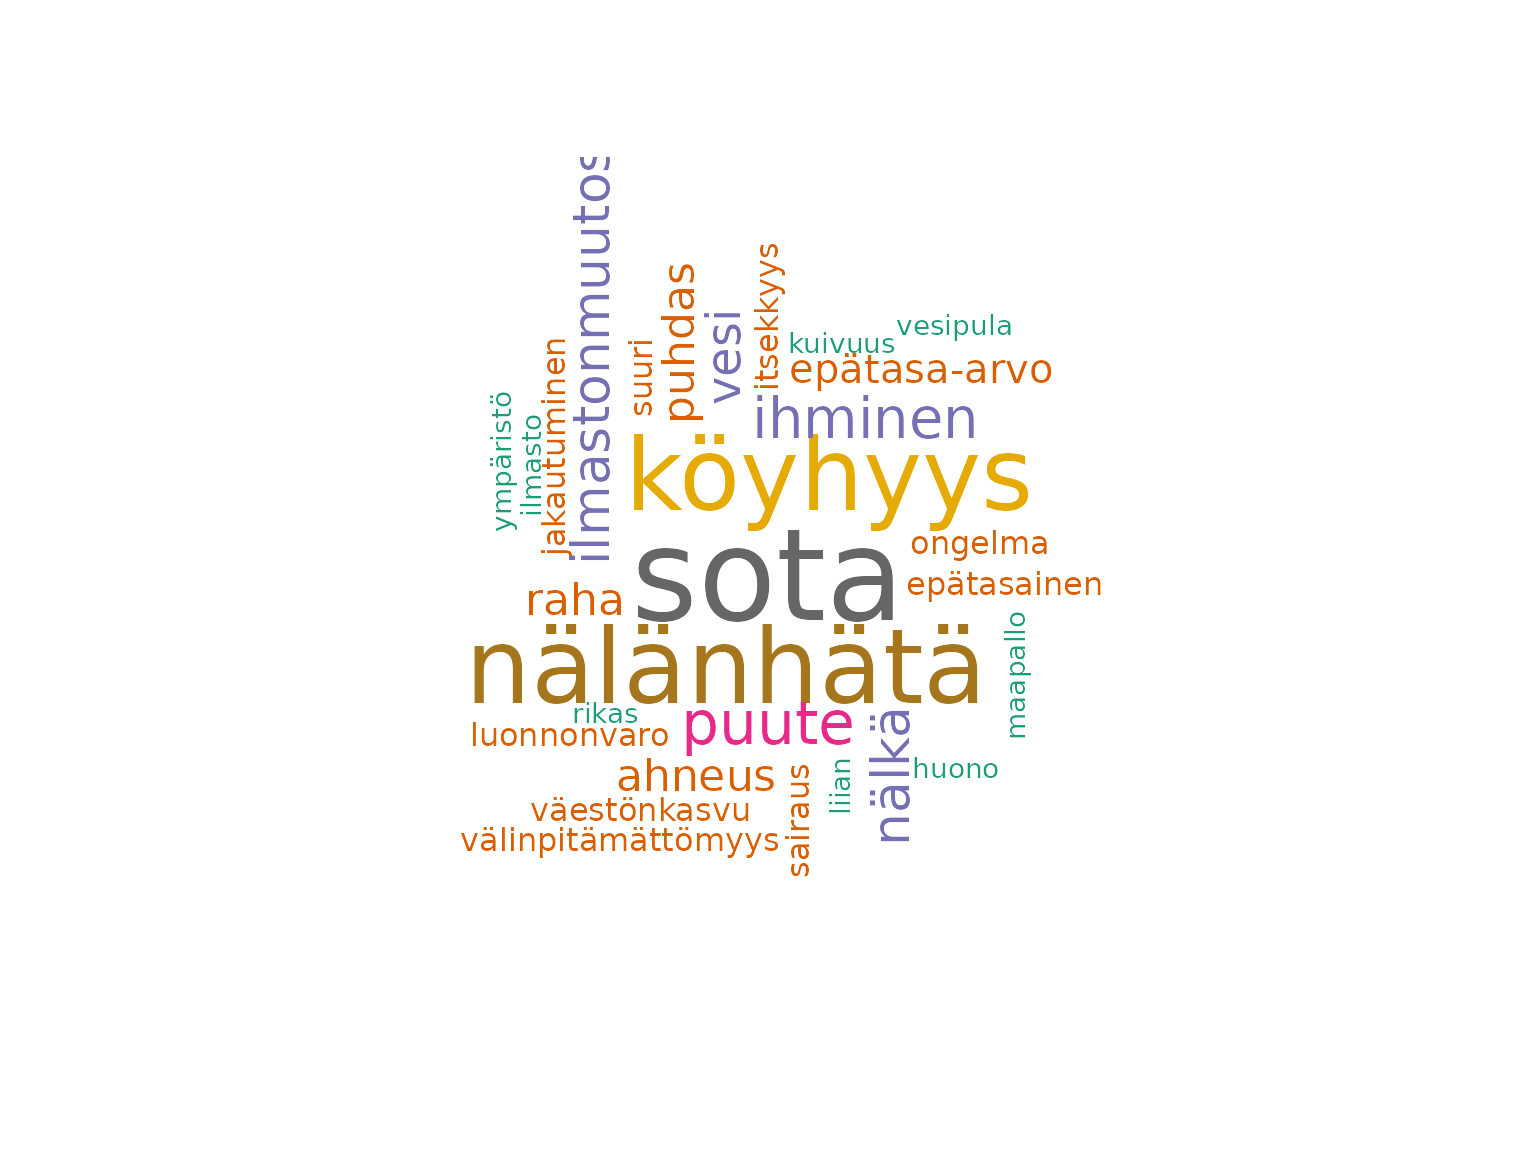 ilmastonmuutos
puhdas
vesi
itsekkyys
suuri
jakautuminen
ympäristö
ilmasto
vesipula
kuivuus
epätasa-arvo
ihminen
köyhyys
sota
ongelma
epätasainen
raha
nälänhätä
maapallo
rikas
puute
luonnonvaro
nälkä
huono
ahneus
liian
sairaus
väestönkasvu
välinpitämättömyys